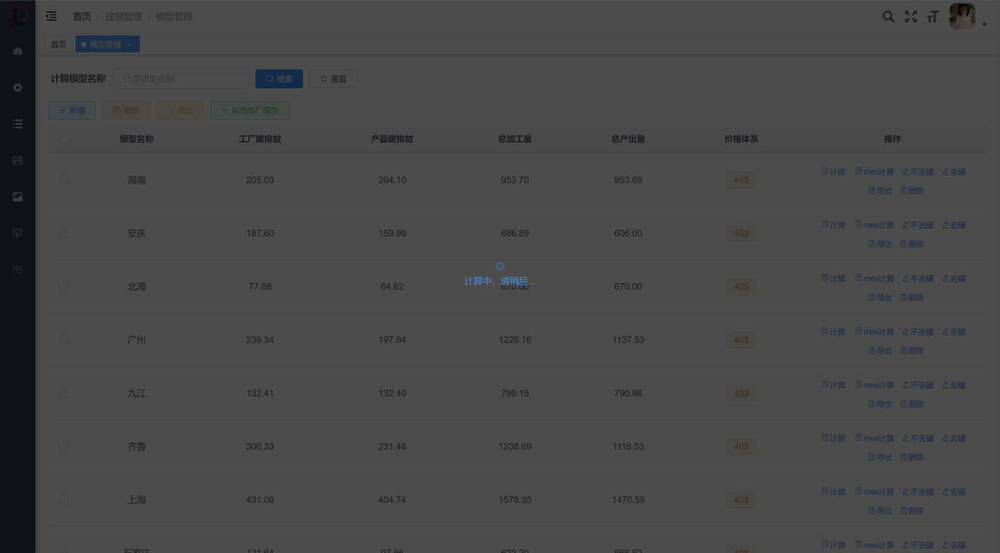 首页 / 建模管理 / 模型管理
首页
模型管理 ×
计算模型名称
计算模型名称
搜索
重置
新增
删除
导出
新增炼厂模型
模型名称 工厂碳排放 产品碳排放 总加工量 总产出量 价格体系 操作
海南 205.03 204.10 953.70 953.69 40$ 计算 mes计算 不去罐 去罐
导出 删除
安庆 187.60 159.99 686.89 606.00 40$ 计算 mes计算 不去罐 去罐
导出 删除
计算中，请稍后...
北海 77.68 64.62 670.00 670.00 40$ 计算 mes计算 不去罐 去罐
导出 删除
广州 239.34 197.94 1228.16 1137.53 40$ 计算 mes计算 不去罐 去罐
导出 删除
九江 132.41 132.40 799.15 790.96 40$ 计算 mes计算 不去罐 去罐
导出 删除
齐鲁 300.33 231.46 1238.69 1118.53 40$ 计算 mes计算 不去罐 去罐
导出 删除
上海 431.09 404.74 1578.35 1470.59 40$ 计算 mes计算 不去罐 去罐
导出 删除
石家庄 121.64 97.56 622.20 566.52 40$ 计算 mes计算 不去罐 去罐